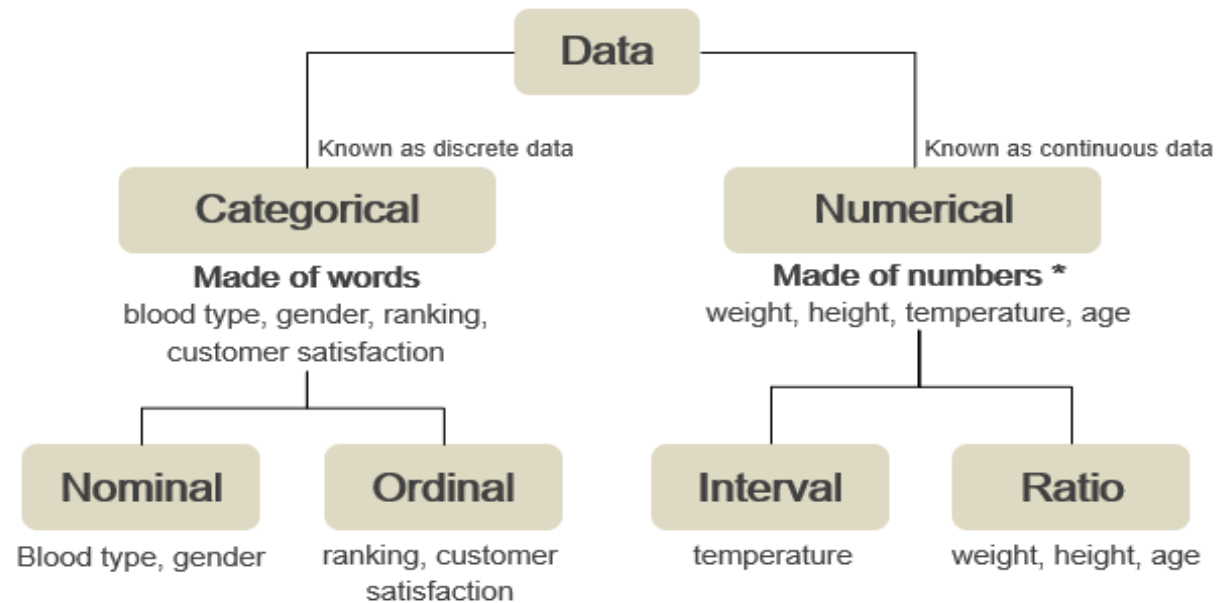 Data
Known as discrete data
Known as continuous data
Categorical
Numerical
Made of words
blood type, gender, ranking,
customer satisfaction
Made of numbers *
weight, height, temperature, age
Nominal
Ordinal
Interval
Ratio
Blood type, gender
ranking, customer
satisfaction
temperature
weight, height, age